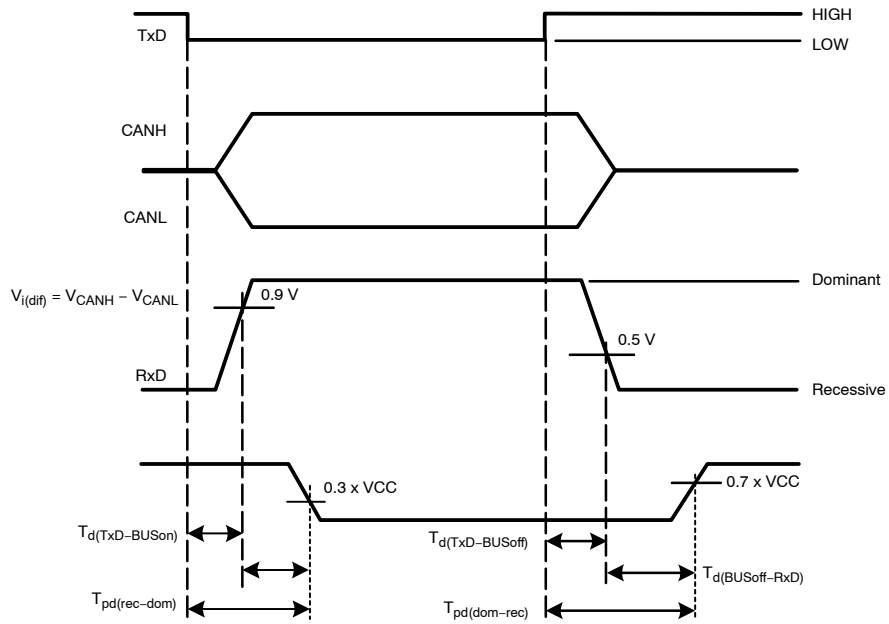 HIGH
TxD
LOW
CANH
CANL
Dominant
Vi(dif) = VCANH − VCANL
0.9 V
0.5 V
RxD
Recessive
0.3 x VCC
0.7 x VCC
Td(TxD−BUSon)
Td(TxD−BUSoff)
Td(BUSoff−RxD)
Tpd(rec−dom)
Tpd(dom−rec)